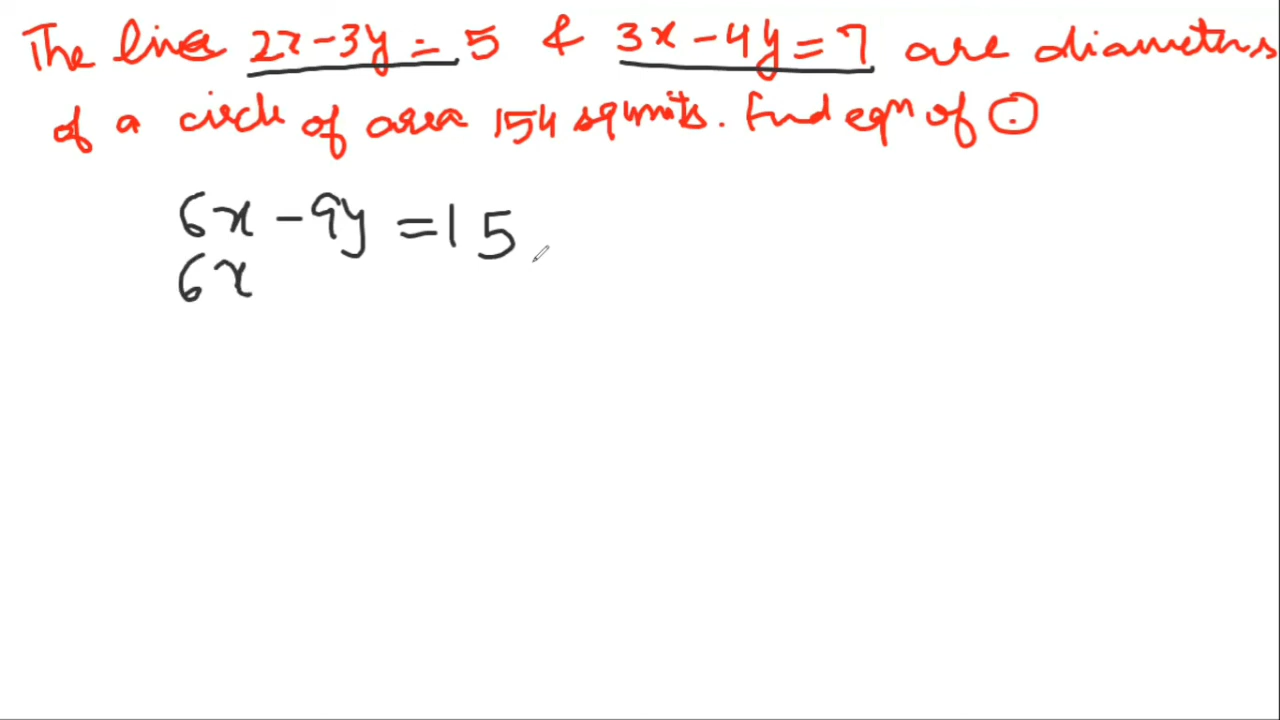 The lines 2x-3y=5 & 3x-4y=7 are diameters
of a circle of area 154 sq units. Find eqn of ⊙
6x-9y=15
6x